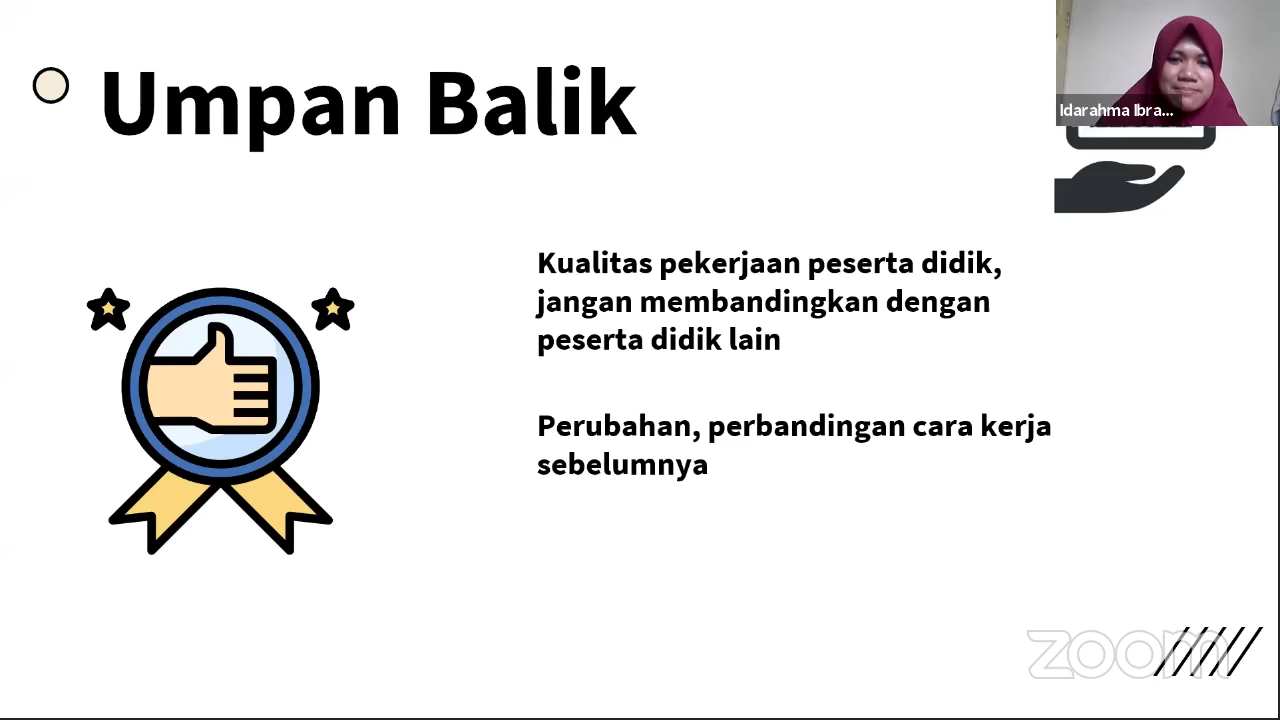 Umpan Balik
Idarahma Ibra...
Kualitas pekerjaan peserta didik,
jangan membandingkan dengan
peserta didik lain
Perubahan, perbandingan cara kerja
sebelumnya
zoom